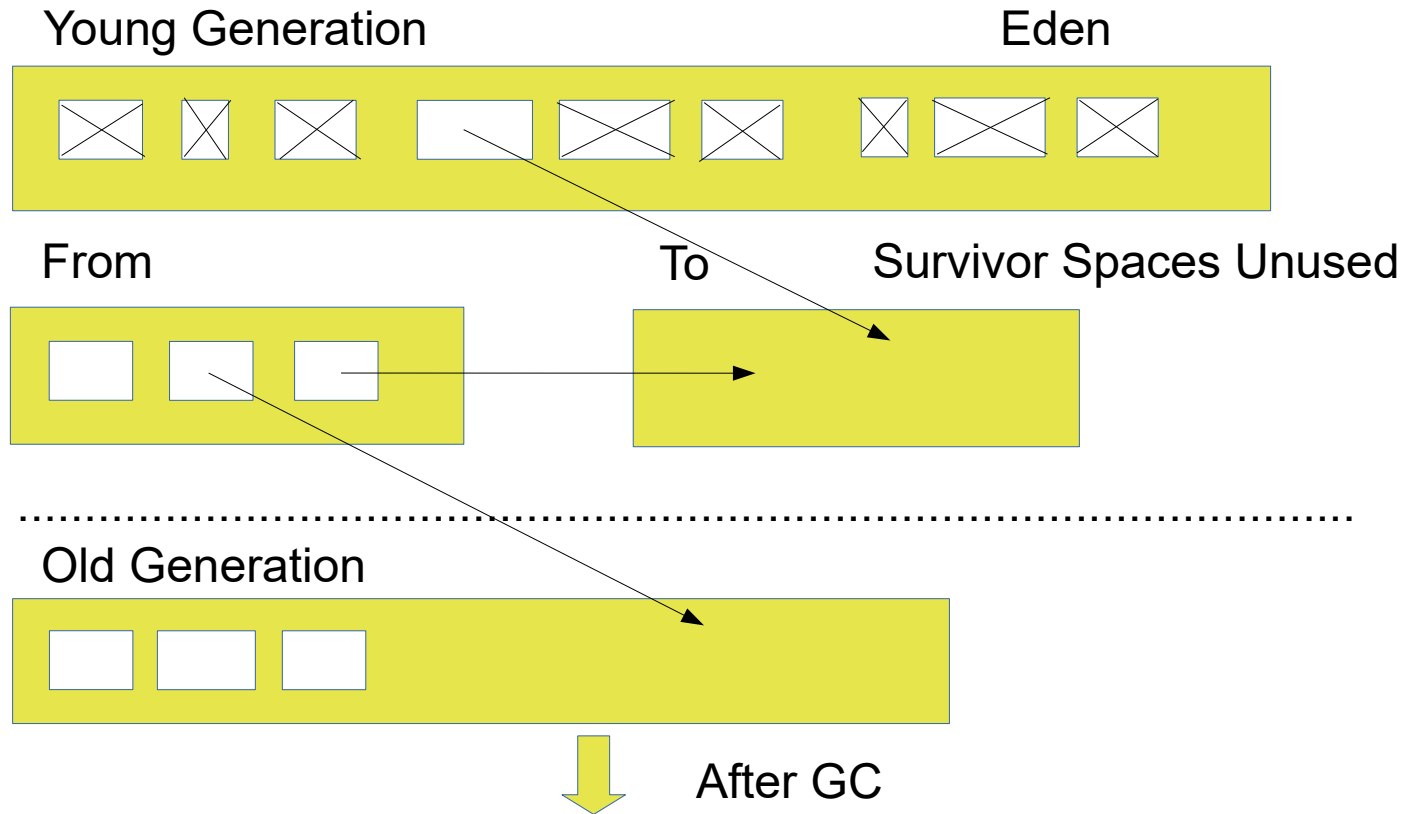 Young Generation
Eden
From
To
Survivor Spaces Unused
Old Generation
After GC